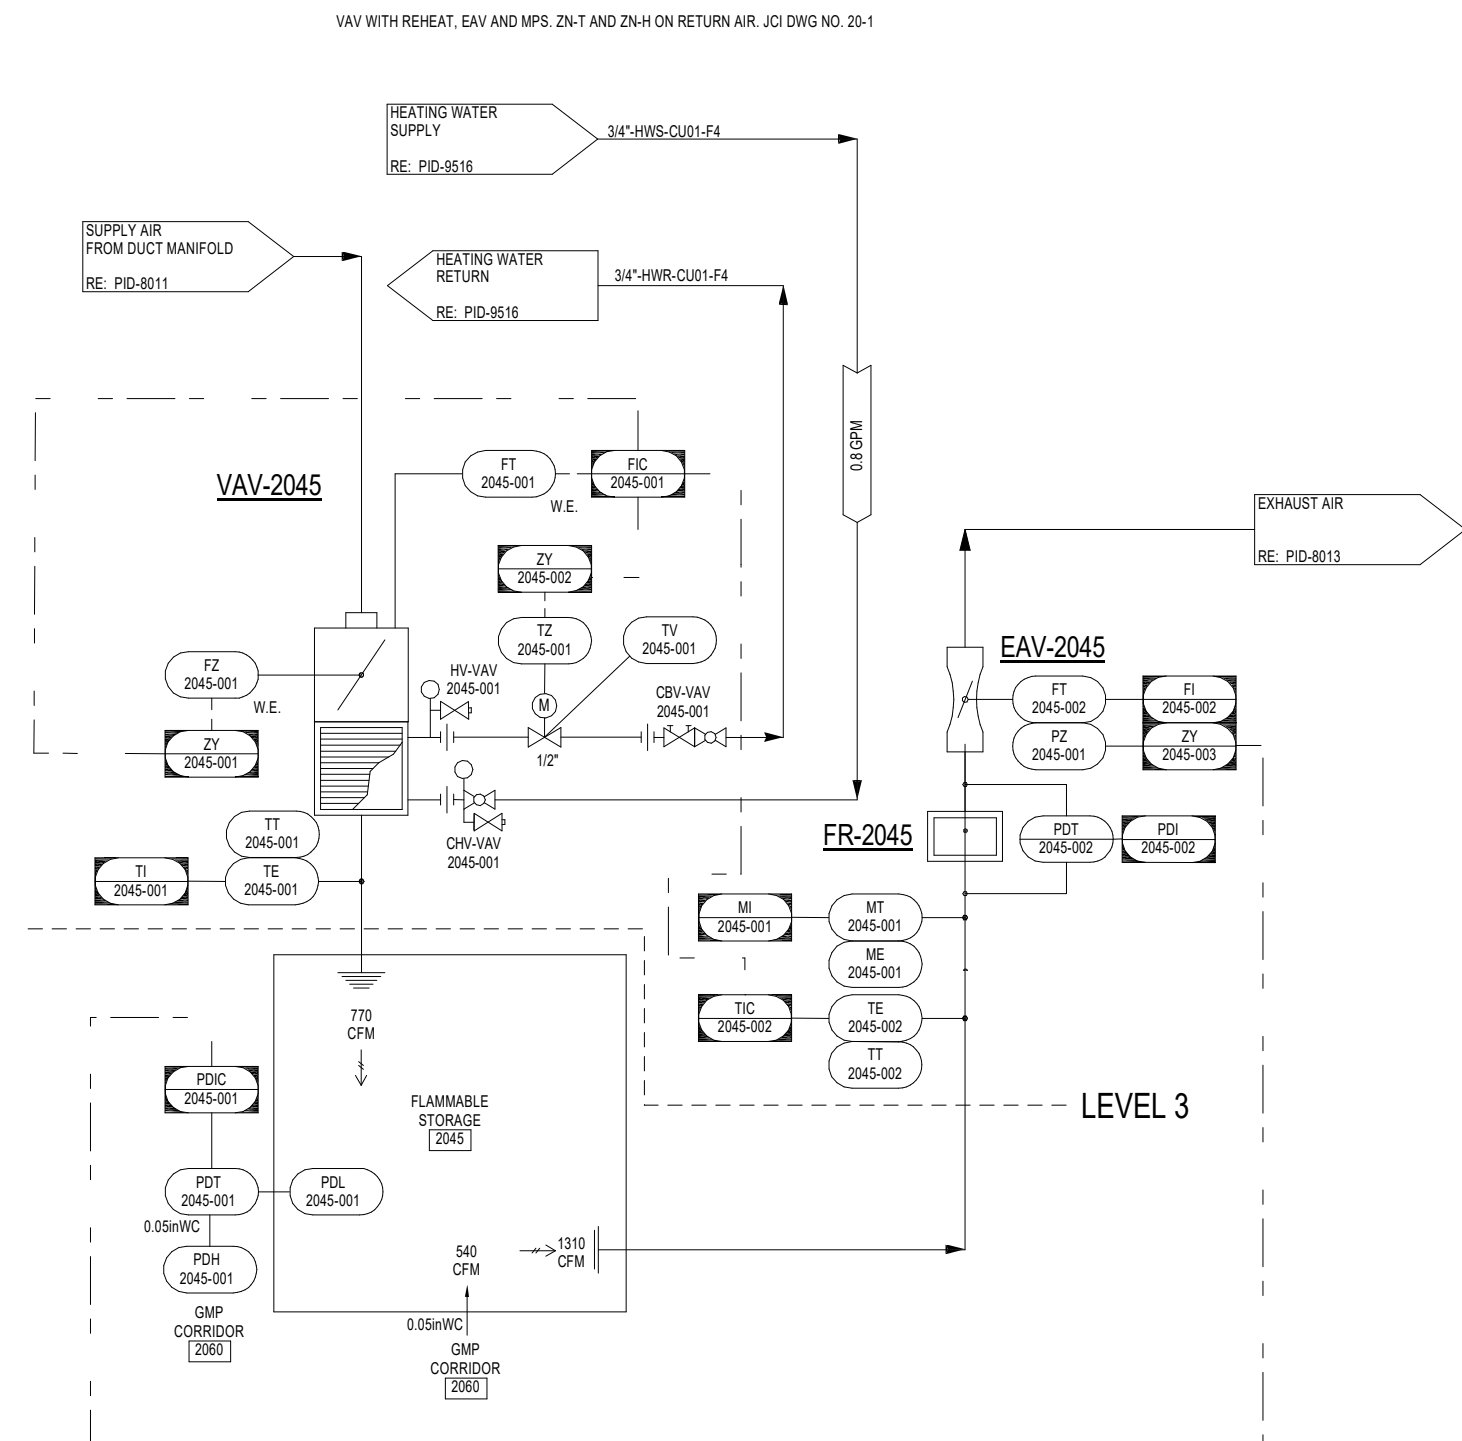 VAV WITH REHEAT, EAV AND MPS. ZN-T AND ZN-H ON RETURN AIR. JCI DWG NO. 20-1
HEATING WATER
SUPPLY
RE: PID-9516
3/4"-HWS-CU01-F4
SUPPLY AIR
FROM DUCT MANIFOLD
RE: PID-8011
HEATING WATER
RETURN
RE: PID-9516
3/4"-HWR-CU01-F4
0.8 GPM
VAV-2045
FT
2045-001
W.E.
FIC
2045-001
EXHAUST AIR
RE: PID-8013
ZY
2045-002
TZ
2045-001
TV
2045-001
FZ
2045-001
W.E.
ZY
2045-001
HV-VAV
2045-001
M
1/2"
CBV-VAV
2045-001
CHV-VAV
2045-001
EAV-2045
FT
2045-002
FI
2045-002
PZ
2045-001
ZY
2045-003
TT
2045-001
TI
2045-001
TE
2045-001
FR-2045
PDT
2045-002
PDI
2045-002
MI
2045-001
MT
2045-001
ME
2045-001
TIC
2045-002
TE
2045-002
TT
2045-002
770
CFM
PDIC
2045-001
FLAMMABLE
STORAGE
2045
LEVEL 3
PDT
2045-001
PDL
2045-001
0.05inWC
PDH
2045-001
GMP
CORRIDOR
2060
540
CFM
1310
CFM
0.05inWC
GMP
CORRIDOR
2060